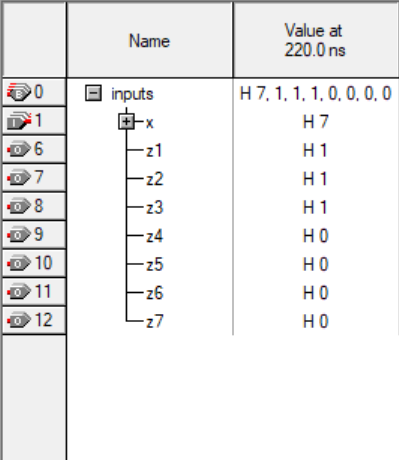 Name Value at
220.0 ns
0 inputs H 7, 1, 1, 1, 0, 0, 0, 0
1 x H 7
6 z1 H 1
7 z2 H 1
8 z3 H 1
9 z4 H 0
10 z5 H 0
11 z6 H 0
12 z7 H 0